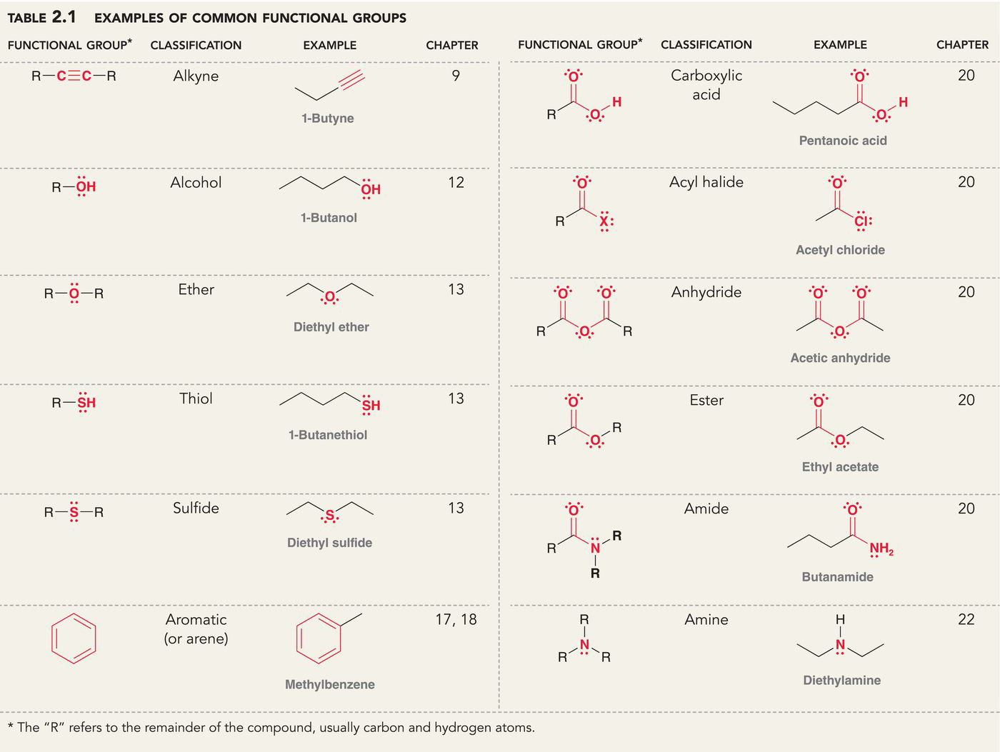 TABLE 2.1 EXAMPLES OF COMMON FUNCTIONAL GROUPS
FUNCTIONAL GROUP* CLASSIFICATION EXAMPLE CHAPTER
R—C≡C—R Alkyne 9
1-Butyne
R—OH Alcohol OH 12
1-Butanol
R—O—R Ether O 13
Diethyl ether
R—SH Thiol SH 13
1-Butanethiol
R—S—R Sulfide S 13
Diethyl sulfide
Aromatic 17, 18
(or arene)
Methylbenzene
FUNCTIONAL GROUP* CLASSIFICATION EXAMPLE CHAPTER
O Carboxylic O 20
acid
R O H O H
Pentanoic acid
O Acyl halide O 20
R X Cl
Acetyl chloride
O O Anhydride O O 20
R O R O
Acetic anhydride
O Ester O 20
R O R O
Ethyl acetate
O Amide O 20
R N R NH₂
R
Butanamide
R Amine H 22
N N
R R
Diethylamine
* The “R” refers to the remainder of the compound, usually carbon and hydrogen atoms.